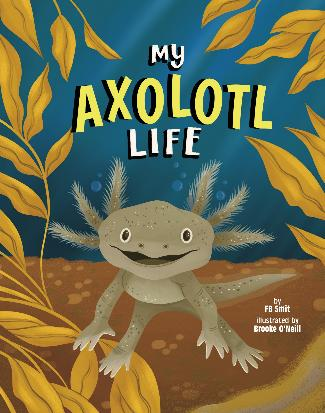 MY
AXOLOTL
LIFE
by
FB Smit
illustrated by
Brooke O'Neill